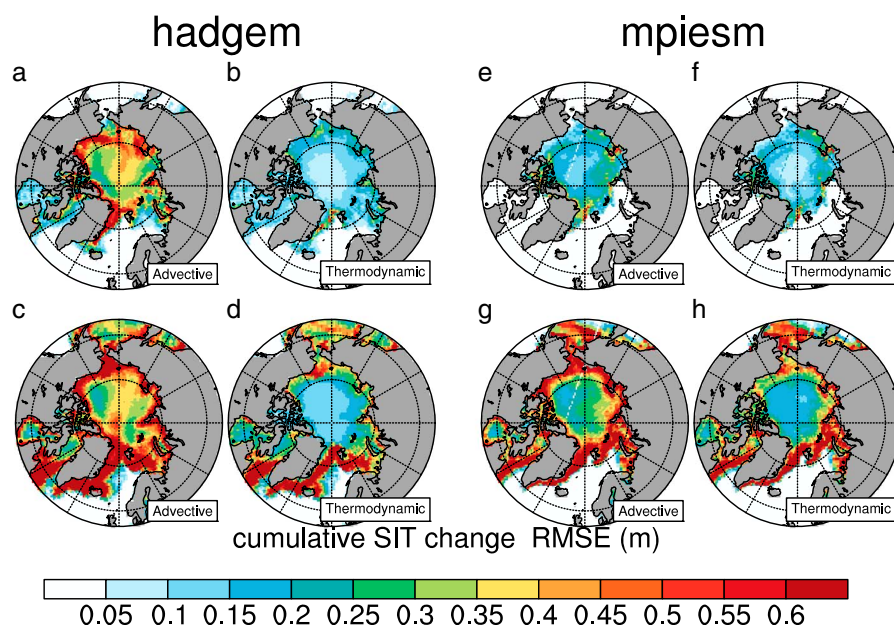 hadgem mpiesm
a b e f
Advective Thermodynamic Advective Thermodynamic
c d g h
Advective Thermodynamic Advective Thermodynamic
cumulative SIT change RMSE (m)
0.05 0.1 0.15 0.2 0.25 0.3 0.35 0.4 0.45 0.5 0.55 0.6